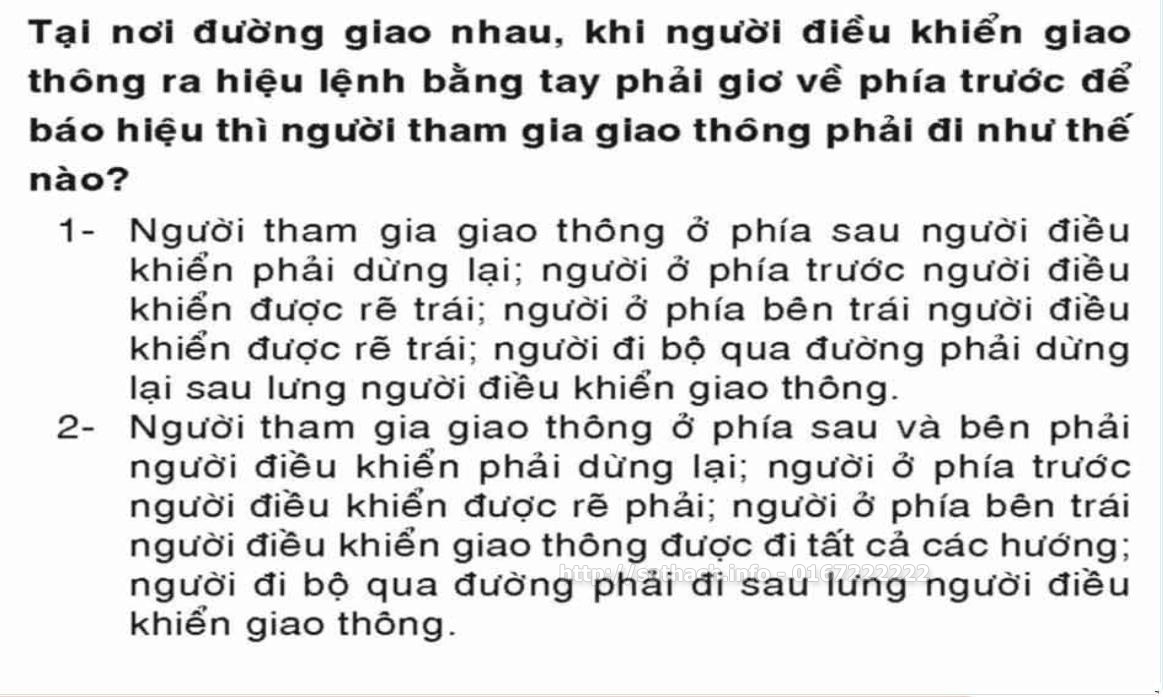 Tại nơi đường giao nhau, khi người điều khiển giao
thông ra hiệu lệnh bằng tay phải giơ về phía trước để
báo hiệu thì người tham gia giao thông phải đi như thế
nào?
1- Người tham gia giao thông ở phía sau người điều
khiển phải dừng lại; người ở phía trước người điều
khiển được rẽ trái; người ở phía bên trái người điều
khiển được rẽ trái; người đi bộ qua đường phải dừng
lại sau lưng người điều khiển giao thông.
2- Người tham gia giao thông ở phía sau và bên phải
người điều khiển phải dừng lại; người ở phía trước
người điều khiển được rẽ phải; người ở phía bên trái
người điều khiển giao thông được đi tất cả các hướng;
http://sathach.info - 0167222222
người đi bộ qua đường phải đi sau lưng người điều
khiển giao thông.